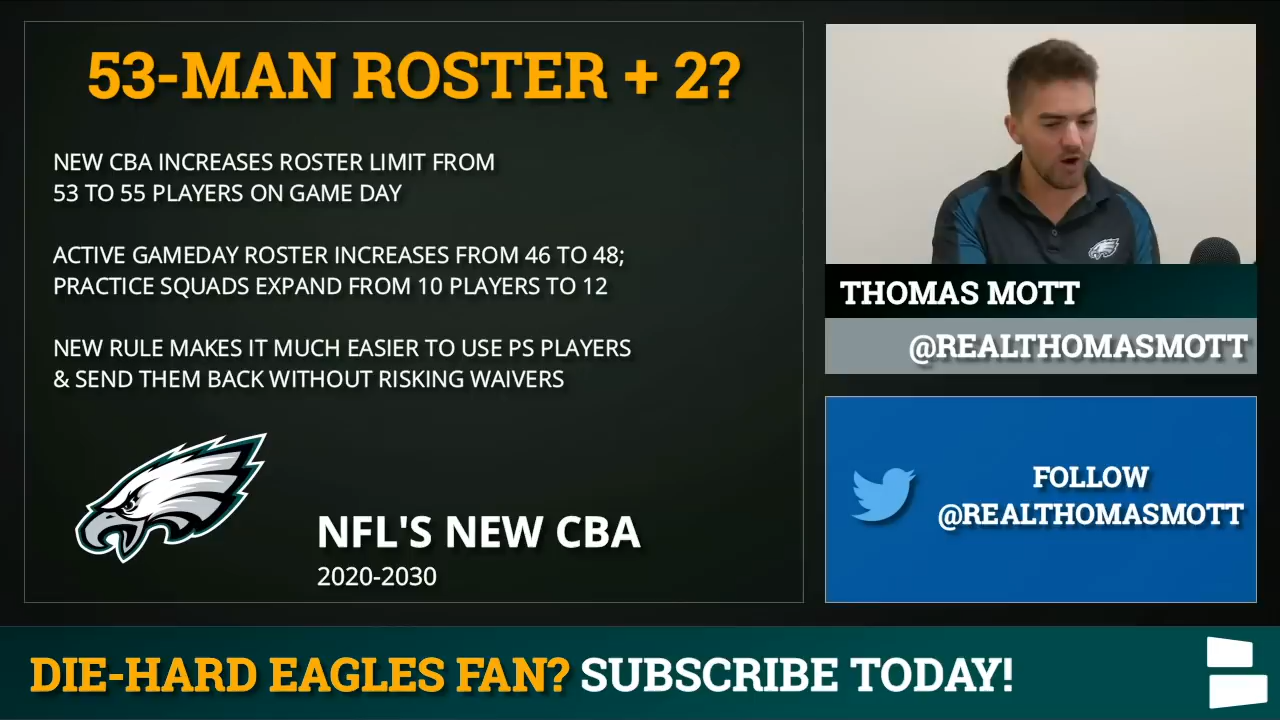 53-MAN ROSTER + 2?
NEW CBA INCREASES ROSTER LIMIT FROM
53 TO 55 PLAYERS ON GAME DAY
ACTIVE GAMEDAY ROSTER INCREASES FROM 46 TO 48;
PRACTICE SQUADS EXPAND FROM 10 PLAYERS TO 12
NEW RULE MAKES IT MUCH EASIER TO USE PS PLAYERS
& SEND THEM BACK WITHOUT RISKING WAIVERS
NFL'S NEW CBA
2020-2030
THOMAS MOTT
@REALTHOMASMOTT
FOLLOW
@REALTHOMASMOTT
DIE-HARD EAGLES FAN? SUBSCRIBE TODAY!